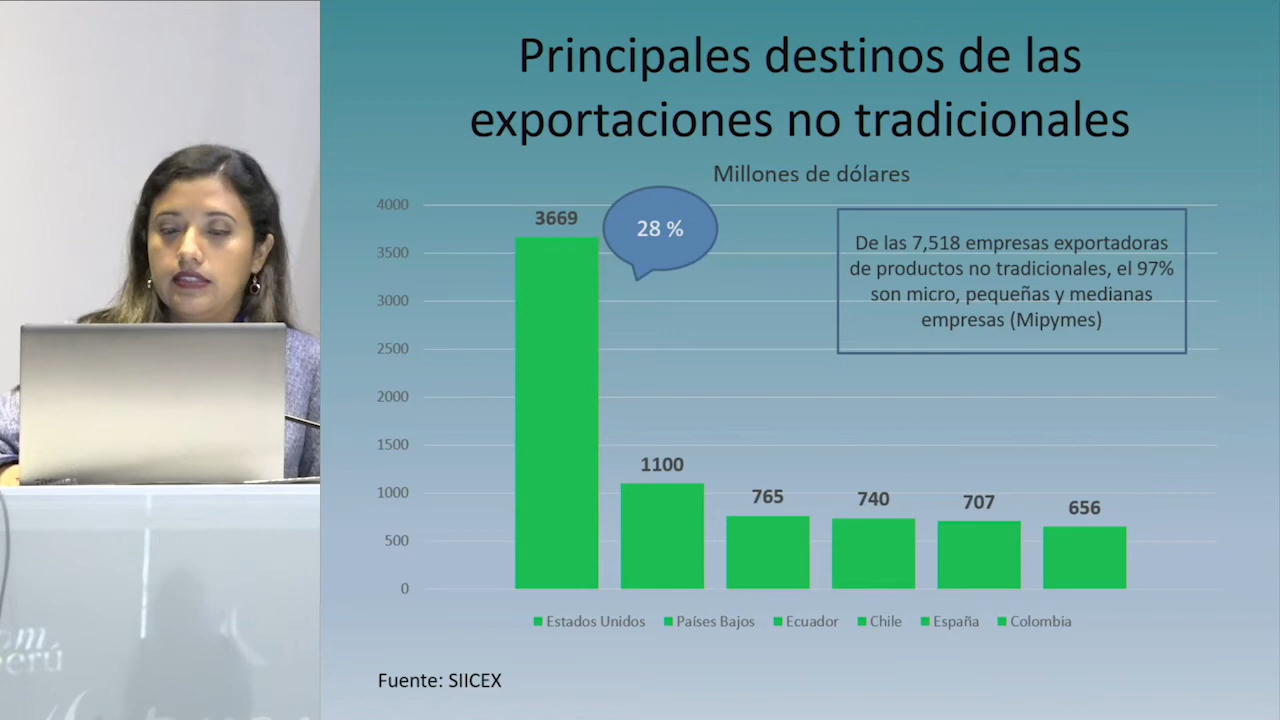 Principales destinos de las
exportaciones no tradicionales
Millones de dólares
4000
3500
3000
2500
2000
1500
1000
500
0
3669
28 %
1100
765
740
707
656
De las 7,518 empresas exportadoras
de productos no tradicionales, el 97%
son micro, pequeñas y medianas
empresas (Mipymes)
Estados Unidos Países Bajos Ecuador Chile España Colombia
Fuente: SIICEX
om
perú